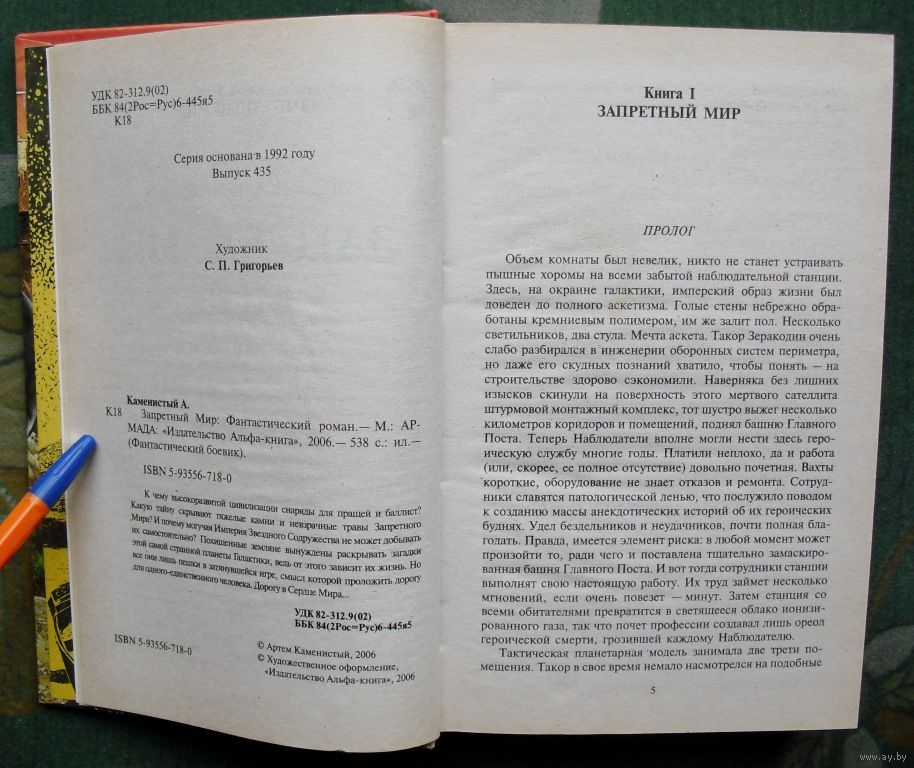 УДК 82-312.9(02)
ББК 84(2Рос=Рус)6-445я5
К18
Серия основана в 1992 году
Выпуск 435
Художник
С. П. Григорьев
Каменистый А.
К18
Запретный Мир: Фантастический роман.— М.: АР-
МАДА: «Издательство Альфа-книга», 2006.— 538 с.: ил.—
(Фантастический боевик).
ISBN 5-93556-718-0
К чему высокоразвитой цивилизации снаряды для пращей и баллист?
Какую тайну скрывают тяжелые камни и невзрачные травы Запретного
Мира? И почему могучая Империя Звездного Содружества не может добывать
их самостоятельно? Похищенные земляне вынуждены раскрывать загадки
этой самой странной планеты Галактики, ведь от этого зависит их жизнь. Но
все они лишь пешки в затянувшейся игре, смысл которой проложить дорогу
для одного-единственного человека. Дорогу в Сердце Мира...
УДК 82-312.9(02)
ББК 84(2Рос=Рус)6-445я5
ISBN 5-93556-718-0
© Артем Каменистый, 2006
© Художественное оформление,
«Издательство Альфа-книга», 2006
Книга I
ЗАПРЕТНЫЙ МИР
ПРОЛОГ
Объем комнаты был невелик, никто не станет устраивать
пышные хоромы на всеми забытой наблюдательной станции.
Здесь, на окраине галактики, имперский образ жизни был
доведен до полного аскетизма. Голые стены небрежно обра-
ботаны кремниевым полимером, им же залит пол. Несколько
светильников, два стула. Мечта аскета. Такор Зеракодин очень
слабо разбирался в инженерии оборонных систем периметра,
но даже его скудных познаний хватило, чтобы понять — на
строительстве здорово сэкономили. Наверняка без лишних
изысков скинули на поверхность этого мертвого сателлита
штурмовой монтажный комплекс, тот шустро выжег несколько
километров коридоров и помещений, поднял башню Главного
Поста. Теперь Наблюдатели вполне могли нести здесь геро-
ическую службу многие годы. Платили неплохо, да и работа
(или, скорее, ее полное отсутствие) довольно почетная. Вахты
короткие, оборудование не знает отказов и ремонта. Сотруд-
ники славятся патологической ленью, что послужило поводом
к созданию массы анекдотических историй об их героических
буднях. Удел бездельников и неудачников, почти полная бла-
годать. Правда, имеется элемент риска: в любой момент может
произойти то, ради чего и поставлена тщательно замаскиро-
ванная башня Главного Поста. И вот тогда сотрудники станции
выполнят свою настоящую работу. Их труд займет несколько
мгновений, если очень повезет — минут. Затем станция со
всеми обитателями превратится в светящееся облако ионизи-
рованного газа, так что почет профессии создавал лишь ореол
героической смерти, грозившей каждому Наблюдателю.
Тактическая планетарная модель занимала две трети по-
мещения. Такор в свое время немало насмотрелся на подобные
5
www.ay.by